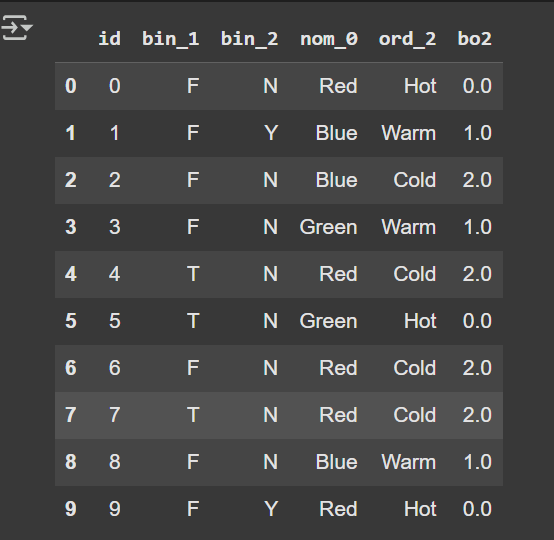 id bin_1 bin_2 nom_0 ord_2 bo2
0 0 F N Red Hot 0.0
1 1 F Y Blue Warm 1.0
2 2 F N Blue Cold 2.0
3 3 F N Green Warm 1.0
4 4 T N Red Cold 2.0
5 5 T N Green Hot 0.0
6 6 F N Red Cold 2.0
7 7 T N Red Cold 2.0
8 8 F N Blue Warm 1.0
9 9 F Y Red Hot 0.0